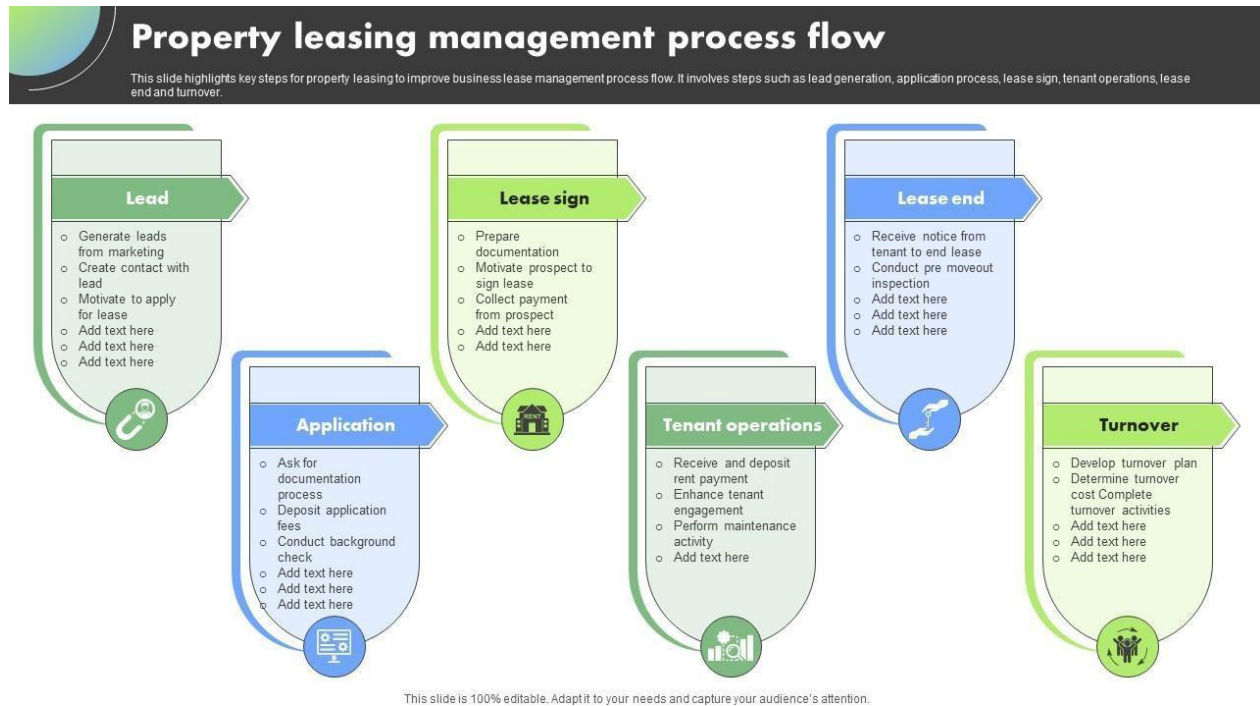 Property leasing management process flow
This slide highlights key steps for property leasing to improve business lease management process flow. It involves steps such as lead generation, application process, lease sign, tenant operations, lease
end and turnover.
Lead
o Generate leads
from marketing
o Create contact with
lead
o Motivate to apply
for lease
o Add text here
o Add text here
o Add text here
Application
o Ask for
documentation
process
o Deposit application
fees
o Conduct background
check
o Add text here
o Add text here
o Add text here
Lease sign
o Prepare
documentation
o Motivate prospect to
sign lease
o Collect payment
from prospect
o Add text here
o Add text here
RENT
Tenant operations
o Receive and deposit
rent payment
o Enhance tenant
engagement
o Perform maintenance
activity
o Add text here
Lease end
o Receive notice from
tenant to end lease
o Conduct pre moveout
inspection
o Add text here
o Add text here
o Add text here
Turnover
o Develop turnover plan
o Determine turnover
cost Complete
turnover activities
o Add text here
o Add text here
o Add text here
This slide is 100% editable. Adapt it to your needs and capture your audience's attention.